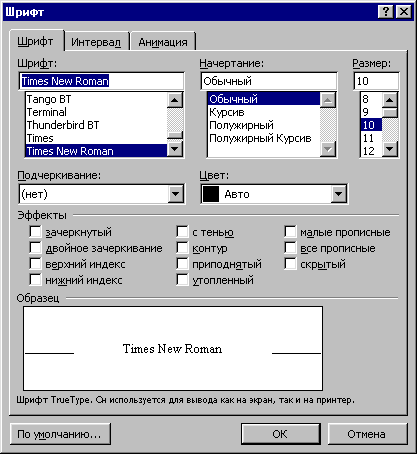 Шрифт
Шрифт Интервал Анимация
Шрифт: Начертание: Размер:
Times New Roman Обычный 10
Tango BT Обычный 8
Terminal Курсив 9
Thunderbird BT Полужирный 10
Times Полужирный Курсив 11
Times New Roman 12
Подчеркивание: Цвет:
(нет) Авто
Эффекты
зачеркнутый с тенью малые прописные
двойное зачеркивание контур все прописные
верхний индекс приподнятый скрытый
нижний индекс утопленный
Образец
Times New Roman
Шрифт TrueType. Он используется для вывода как на экран, так и на принтер.
По умолчанию... ОК Отмена